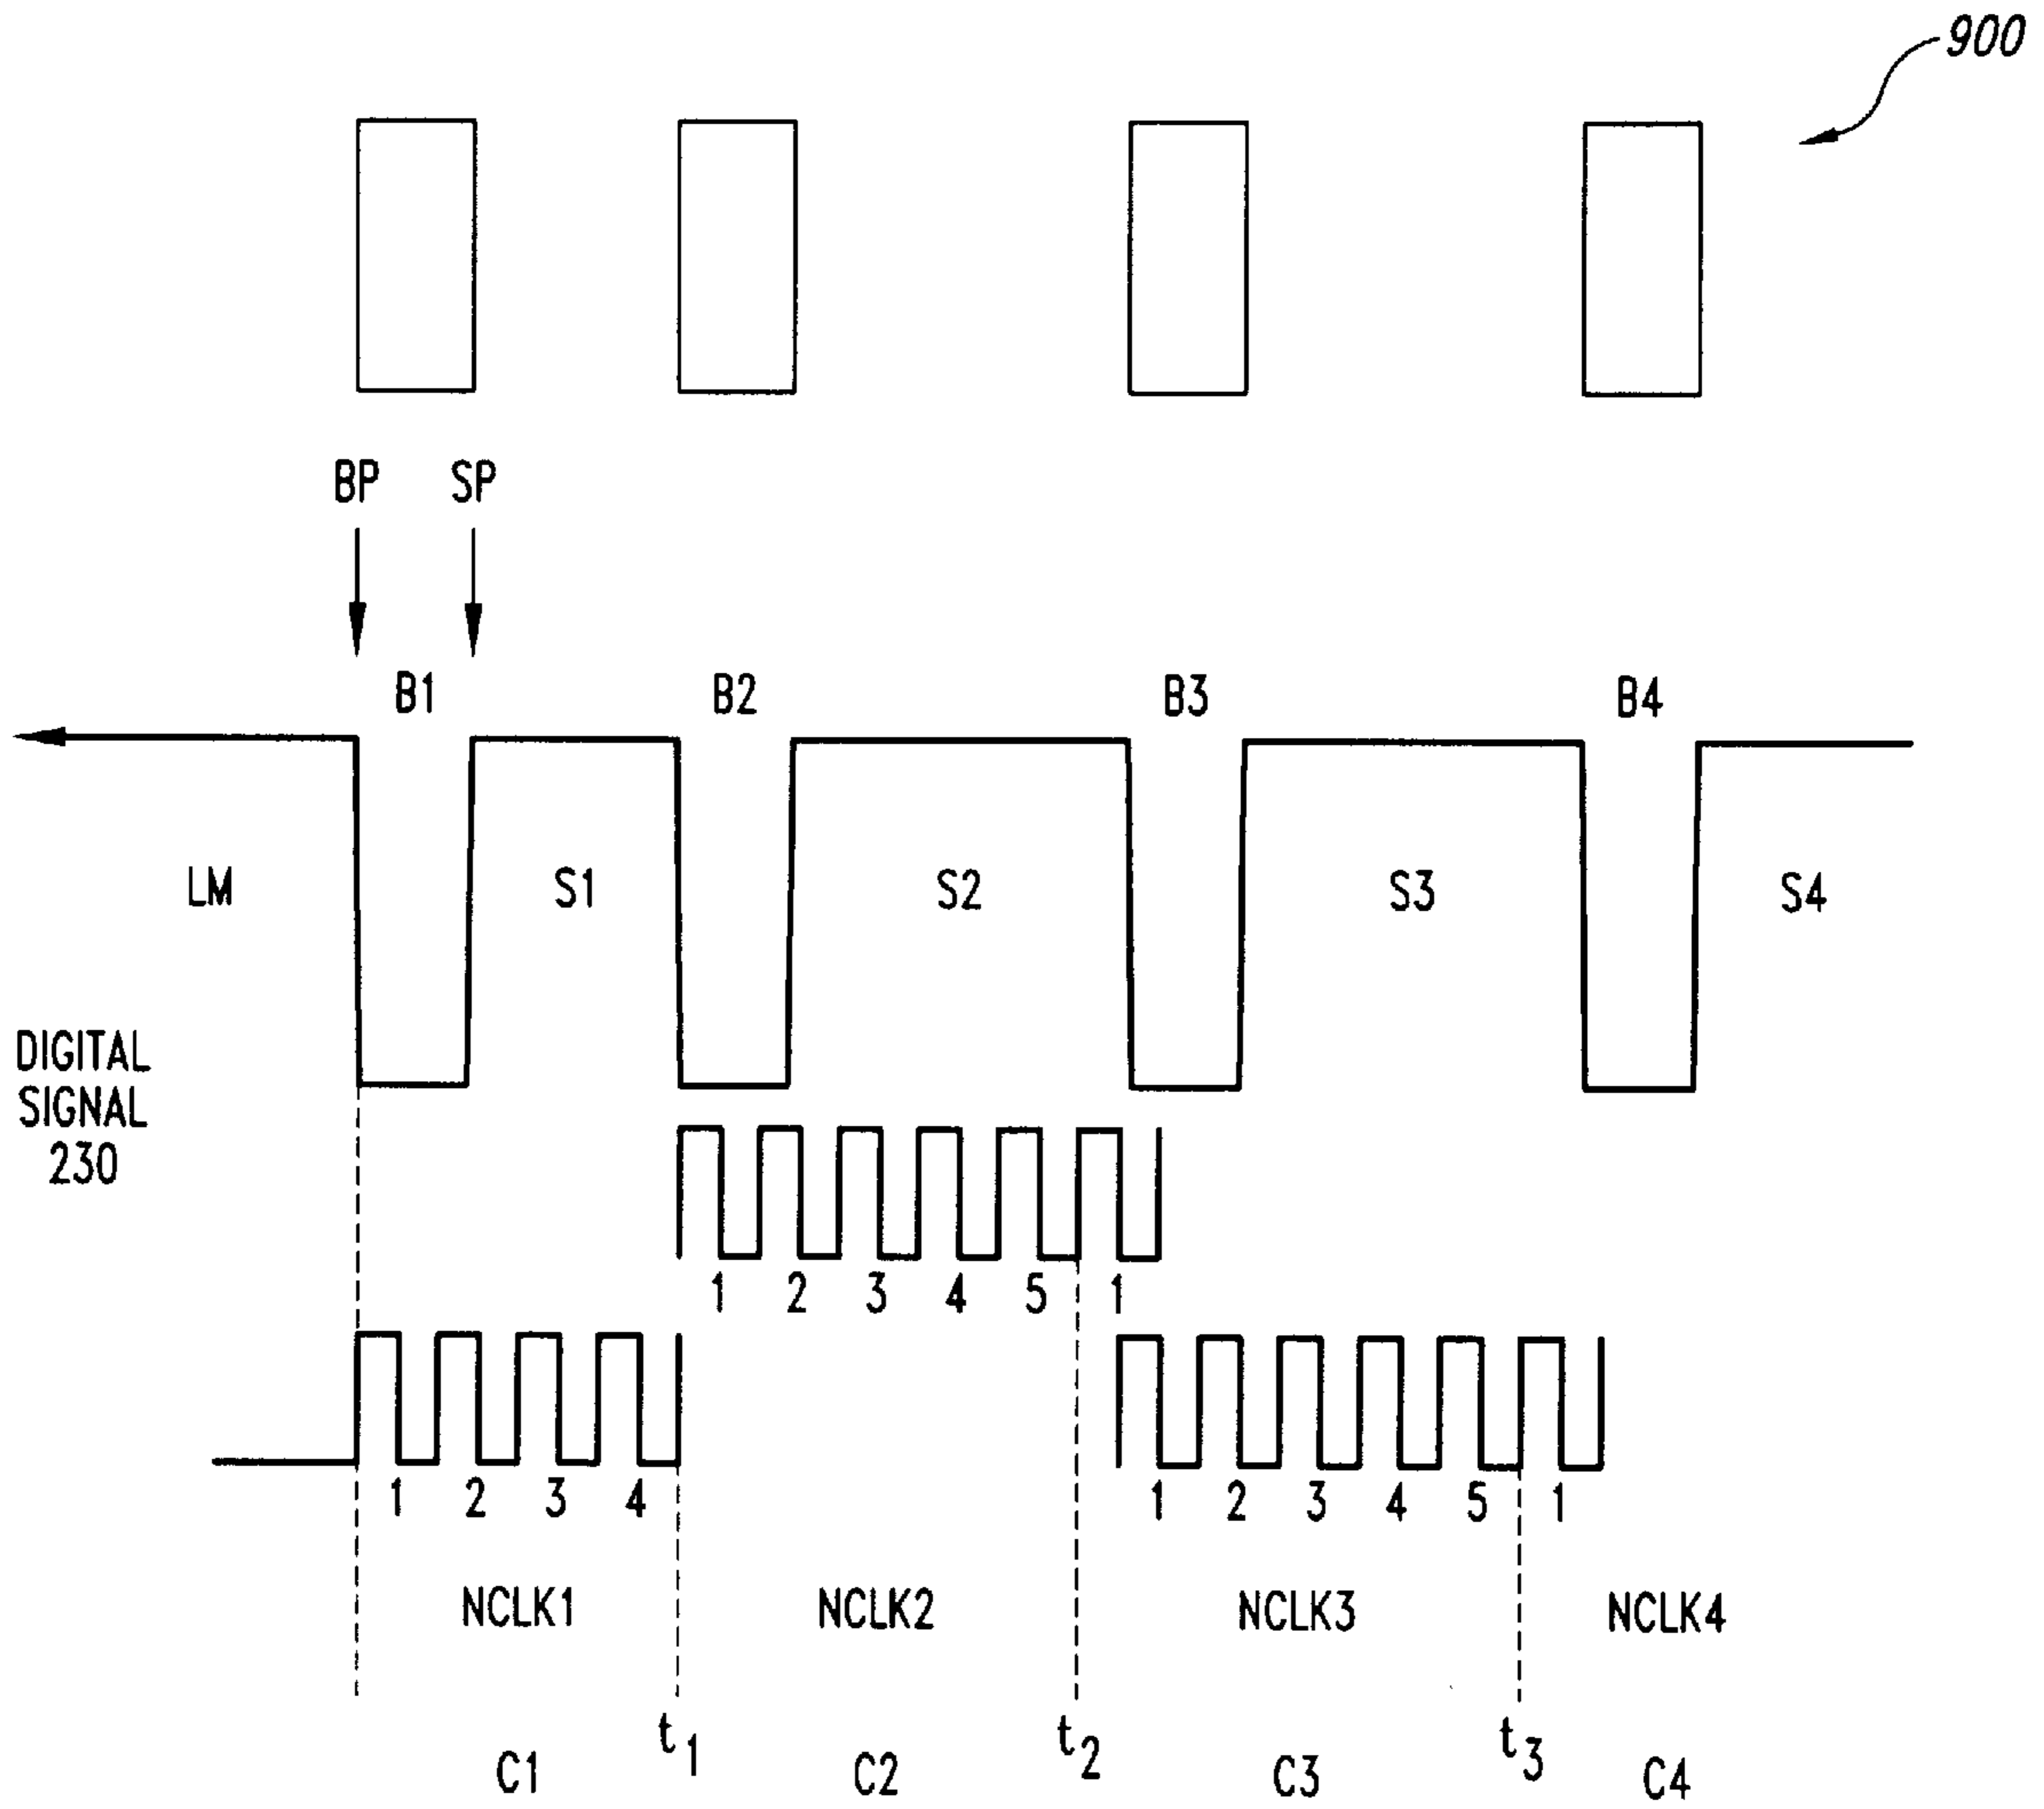 900
BP SP
B1 B2 B3 B4
LM S1 S2 S3 S4
DIGITAL
SIGNAL
230
1 2 3 4 5 1
1 2 3 4 1 2 3 4 5 1
NCLK1 NCLK2 NCLK3 NCLK4
t1 t2 t3
C1 C2 C3 C4